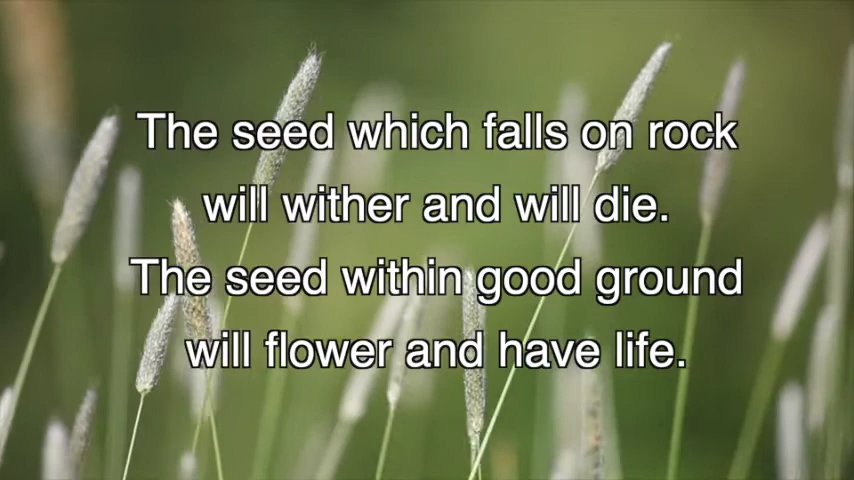 The seed which falls on rock
will wither and will die.
The seed within good ground
will flower and have life.